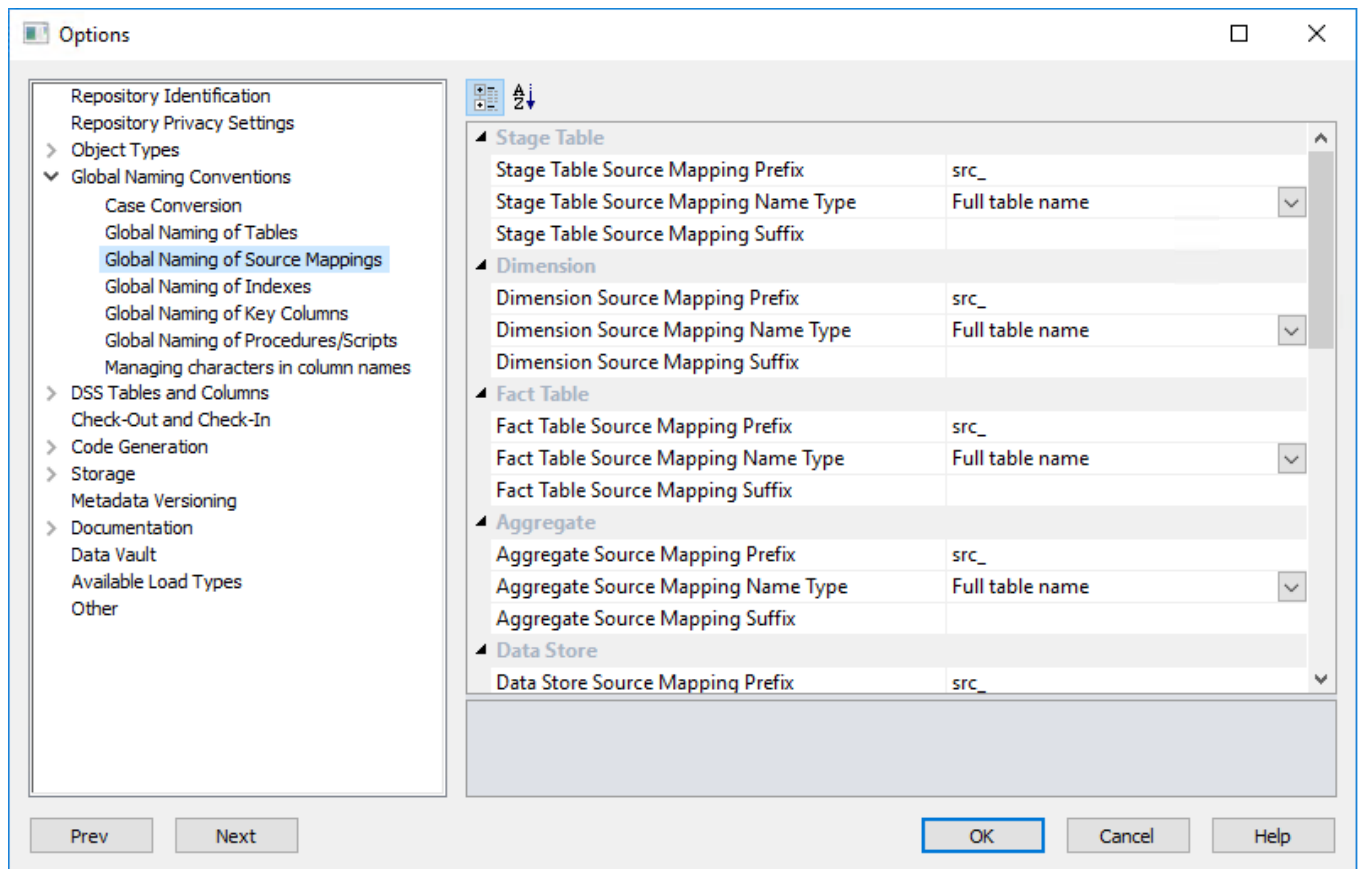 Options
Repository Identification
Repository Privacy Settings
Object Types
Global Naming Conventions
Case Conversion
Global Naming of Tables
Global Naming of Source Mappings
Global Naming of Indexes
Global Naming of Key Columns
Global Naming of Procedures/Scripts
Managing characters in column names
DSS Tables and Columns
Check-Out and Check-In
Code Generation
Storage
Metadata Versioning
Documentation
Data Vault
Available Load Types
Other
AZ
Stage Table
Stage Table Source Mapping Prefix src_
Stage Table Source Mapping Name Type Full table name
Stage Table Source Mapping Suffix
Dimension
Dimension Source Mapping Prefix src_
Dimension Source Mapping Name Type Full table name
Dimension Source Mapping Suffix
Fact Table
Fact Table Source Mapping Prefix src_
Fact Table Source Mapping Name Type Full table name
Fact Table Source Mapping Suffix
Aggregate
Aggregate Source Mapping Prefix src_
Aggregate Source Mapping Name Type Full table name
Aggregate Source Mapping Suffix
Data Store
Data Store Source Mapping Prefix src_
Prev Next OK Cancel Help